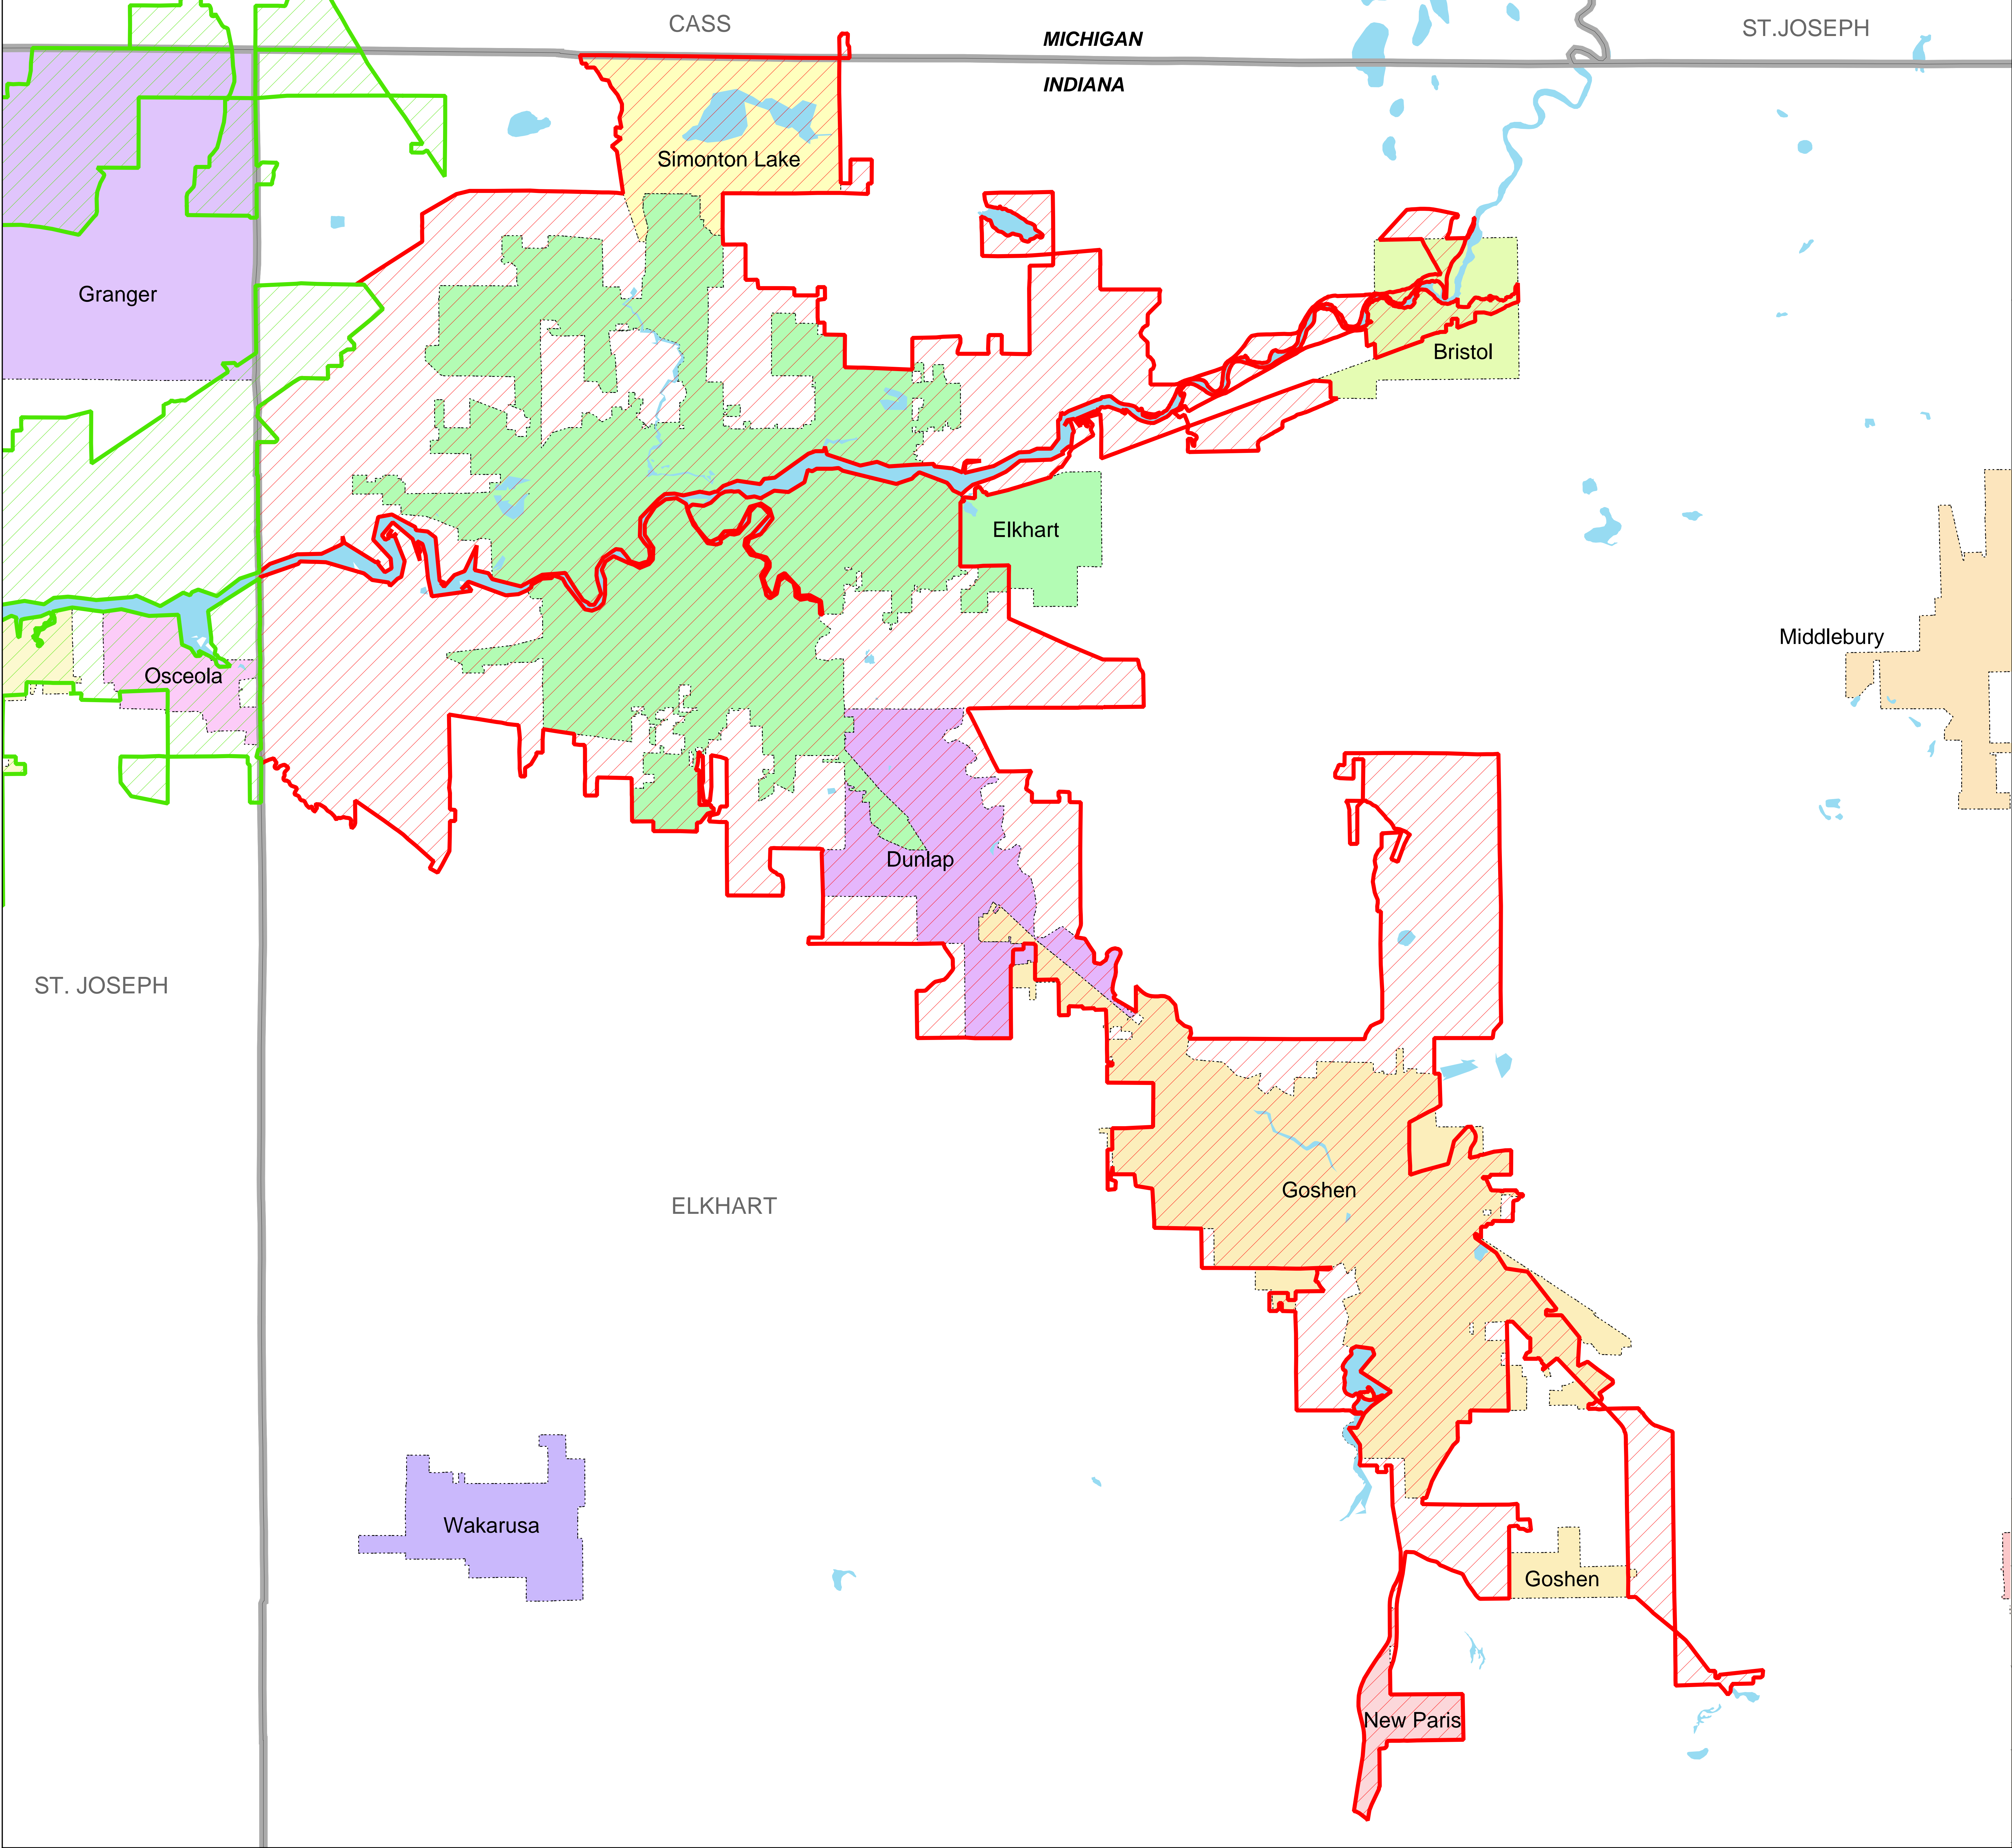 CASS
ST.JOSEPH
MICHIGAN
INDIANA
Simonton Lake
Granger
Bristol
Elkhart
Middlebury
Osceola
Dunlap
ST. JOSEPH
Goshen
ELKHART
Wakarusa
Goshen
New Paris